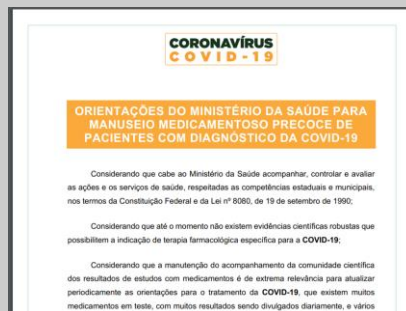 CORONAVÍRUS
COVID-19
ORIENTAÇÕES DO MINISTÉRIO DA SAÚDE PARA
MANUSEIO MEDICAMENTOSO PRECOCE DE
PACIENTES COM DIAGNÓSTICO DA COVID-19
Considerando que cabe ao Ministério da Saúde acompanhar, controlar e avaliar
as ações e os serviços de saúde, respeitadas as competências estaduais e municipais,
nos termos da Constituição Federal e da Lei nº 8080, de 19 de setembro de 1990;
Considerando que até o momento não existem evidências científicas robustas que
possibilitem a indicação de terapia farmacológica específica para a COVID-19;
Considerando que a manutenção do acompanhamento da comunidade científica
dos resultados de estudos com medicamentos é de extrema relevância para atualizar
periodicamente as orientações para o tratamento da COVID-19, que existem muitos
medicamentos em teste, com muitos resultados sendo divulgados diariamente, e vários